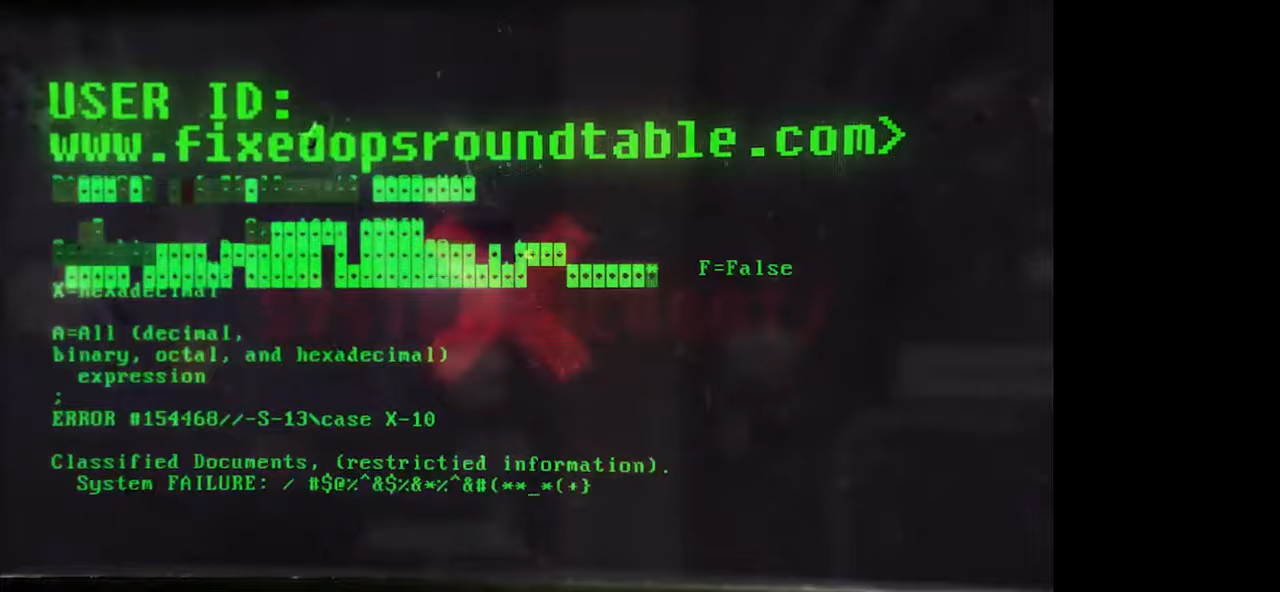 USER ID:
www.fixedopsroundtable.com>
F=False
X=hexadecimal
A=All (decimal,
binary, octal, and hexadecimal)
expression
;
ERROR #154468//-S-13\case X-10
Classified Documents, (restrictied information).
System FAILURE: / #$@%^&$%&*%^&#(**_*(+}